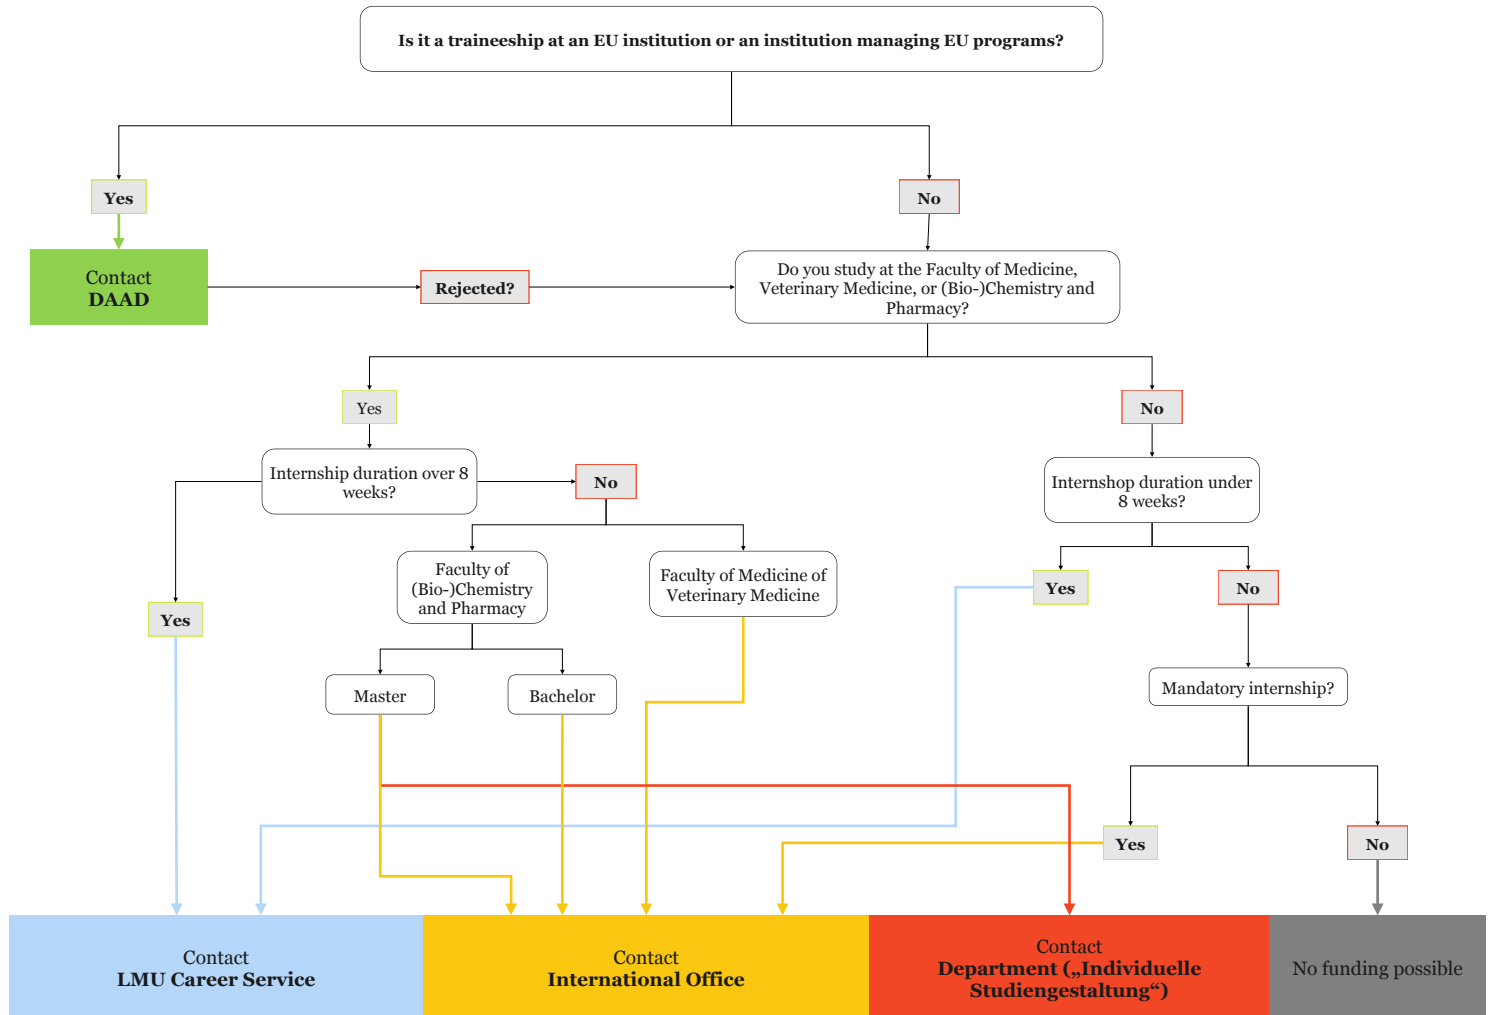 Is it a traineeship at an EU institution or an institution managing EU programs?
Yes
No
Contact
DAAD
Rejected?
Do you study at the Faculty of Medicine,
Veterinary Medicine, or (Bio-)Chemistry and
Pharmacy?
Yes
No
Internship duration over 8
weeks?
No
Internshop duration under
8 weeks?
Faculty of
(Bio-)Chemistry
and Pharmacy
Faculty of Medicine of
Veterinary Medicine
Yes
No
Yes
Master
Bachelor
Mandatory internship?
Yes
No
Contact
LMU Career Service
Contact
International Office
Contact
Department („Individuelle
Studiengestaltung“)
No funding possible